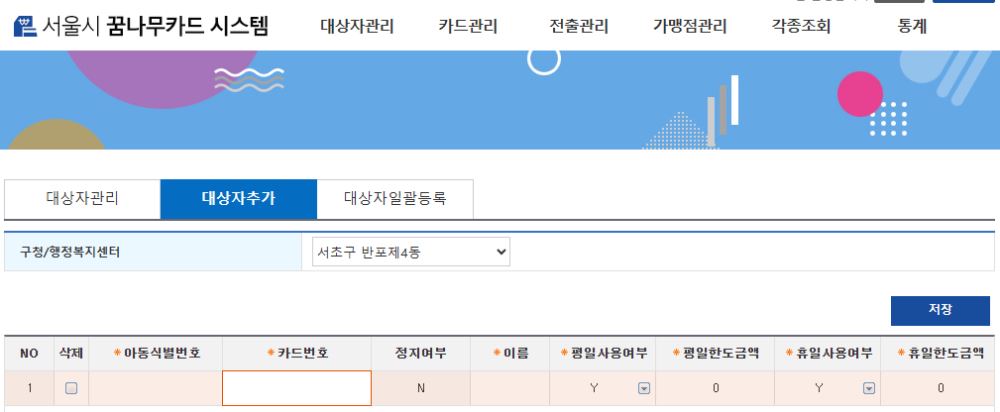 서울시 꿈나무카드 시스템 대상자관리 카드관리 전출관리 가맹점관리 각종조회 통계
대상자관리 대상자추가 대상자일괄등록
구청/행정복지센터 서초구 반포제4동
저장
NO 삭제 *아동식별번호 *카드번호 정지여부 *이름 *평일사용여부 *평일한도금액 *휴일사용여부 *휴일한도금액
1 N Y 0 Y 0